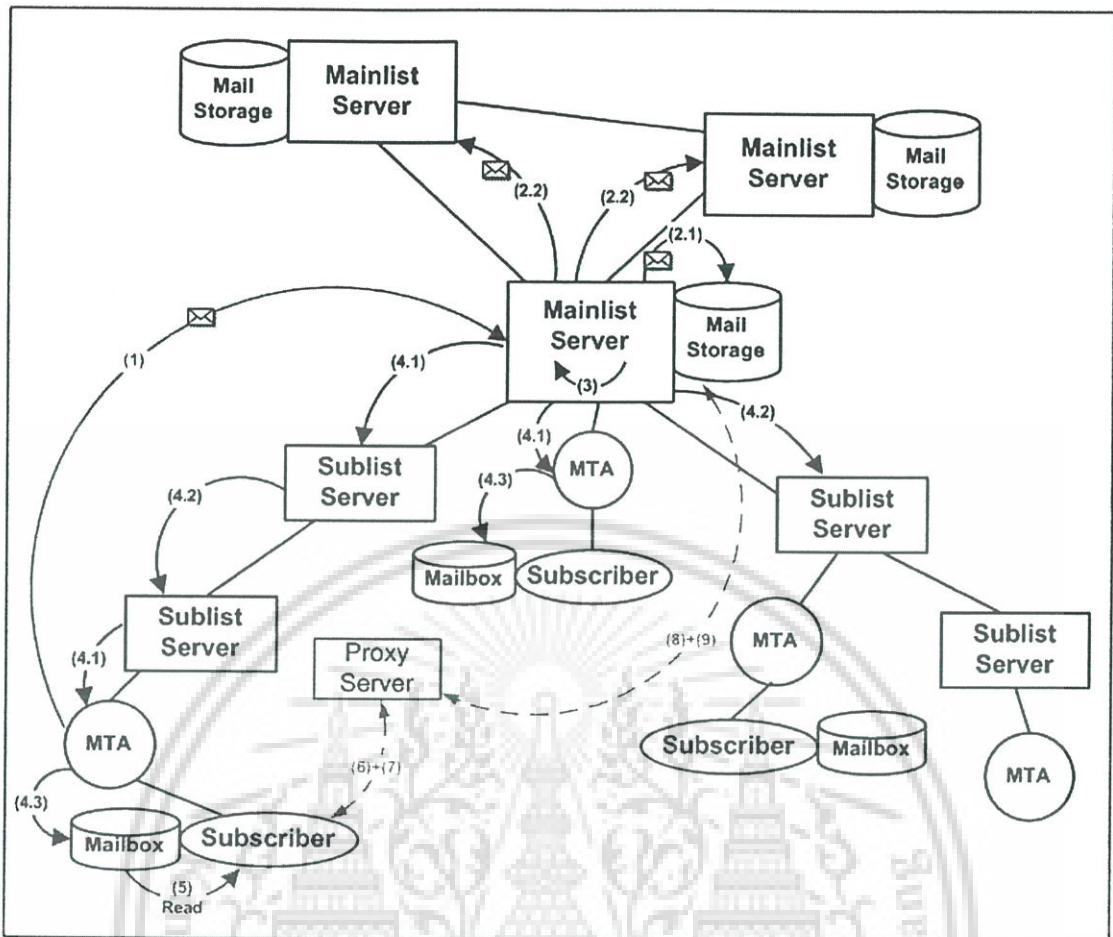 Mail
Storage
Mainlist
Server
Mainlist
Server
Mail
Storage
(2.2)
(2.2)
(2.1)
Mainlist
Server
Mail
Storage
(1)
(4.1)
(3)
(4.2)
(4.1)
MTA
Sublist
Server
(4.2)
(4.3)
Sublist
Server
Mailbox
Subscriber
Sublist
Server
(4.1)
Proxy
Server
(8)+(9)
MTA
Sublist
Server
MTA
(6)+(7)
Subscriber
Mailbox
MTA
(4.3)
Mailbox
Subscriber
(5)
Read